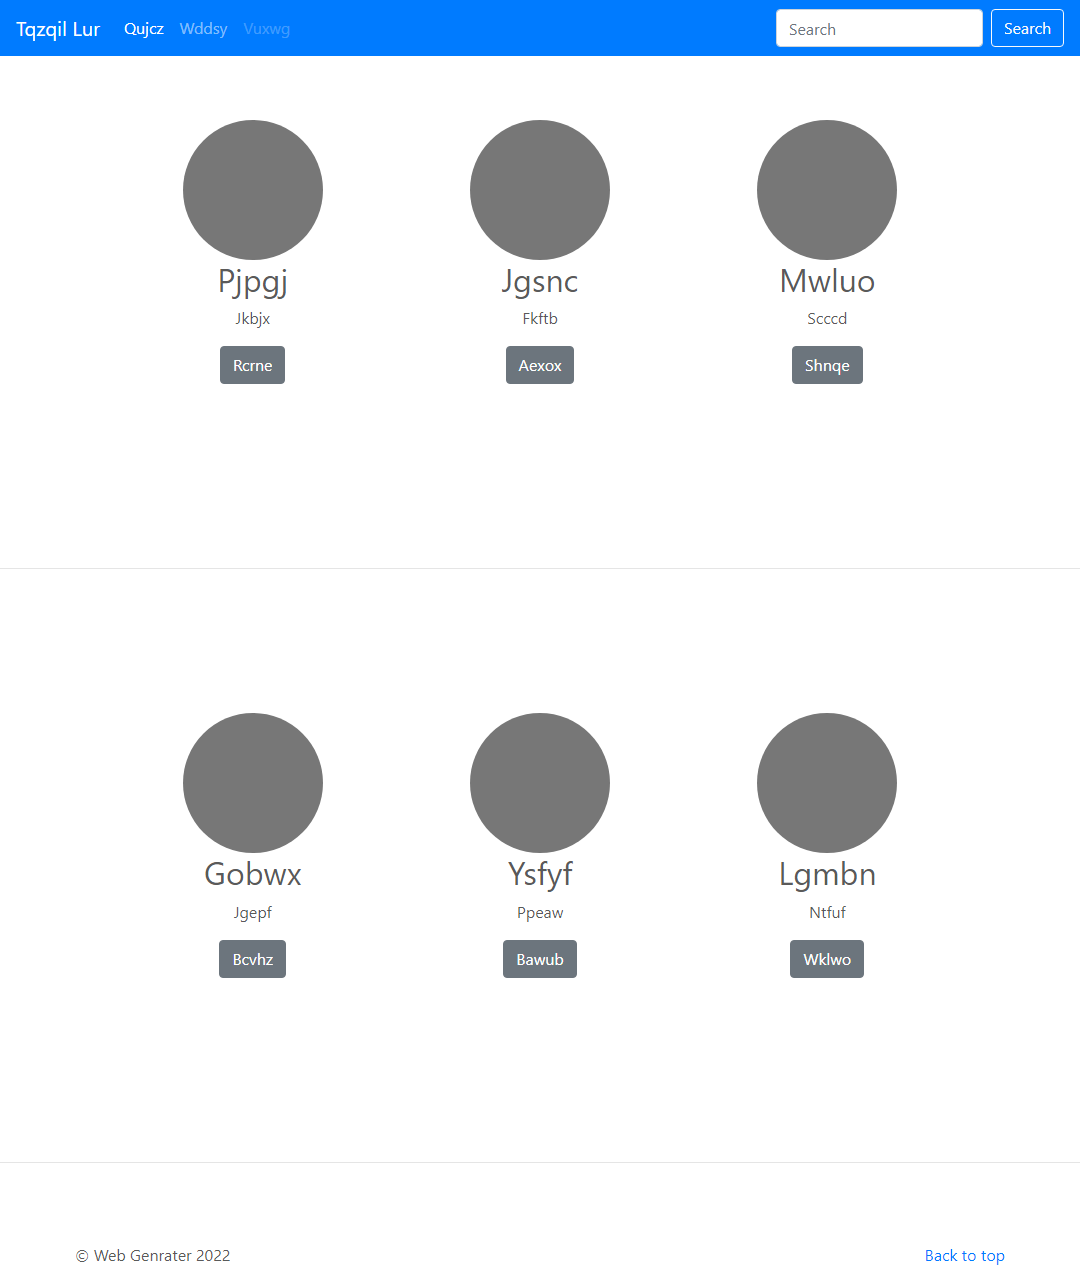 Tqzqil Lur Qujcz Wddsy Vuxwg Search Search
Pjpgj Jgsnc Mwluo
Jkbjx Fkftb Scccd
Rcrne Aexox Shnqe
Gobwx Ysfyf Lgmbn
Jgepf Ppeaw Ntfuf
Bcvhz Bawub Wklwo
© Web Genrater 2022 Back to top